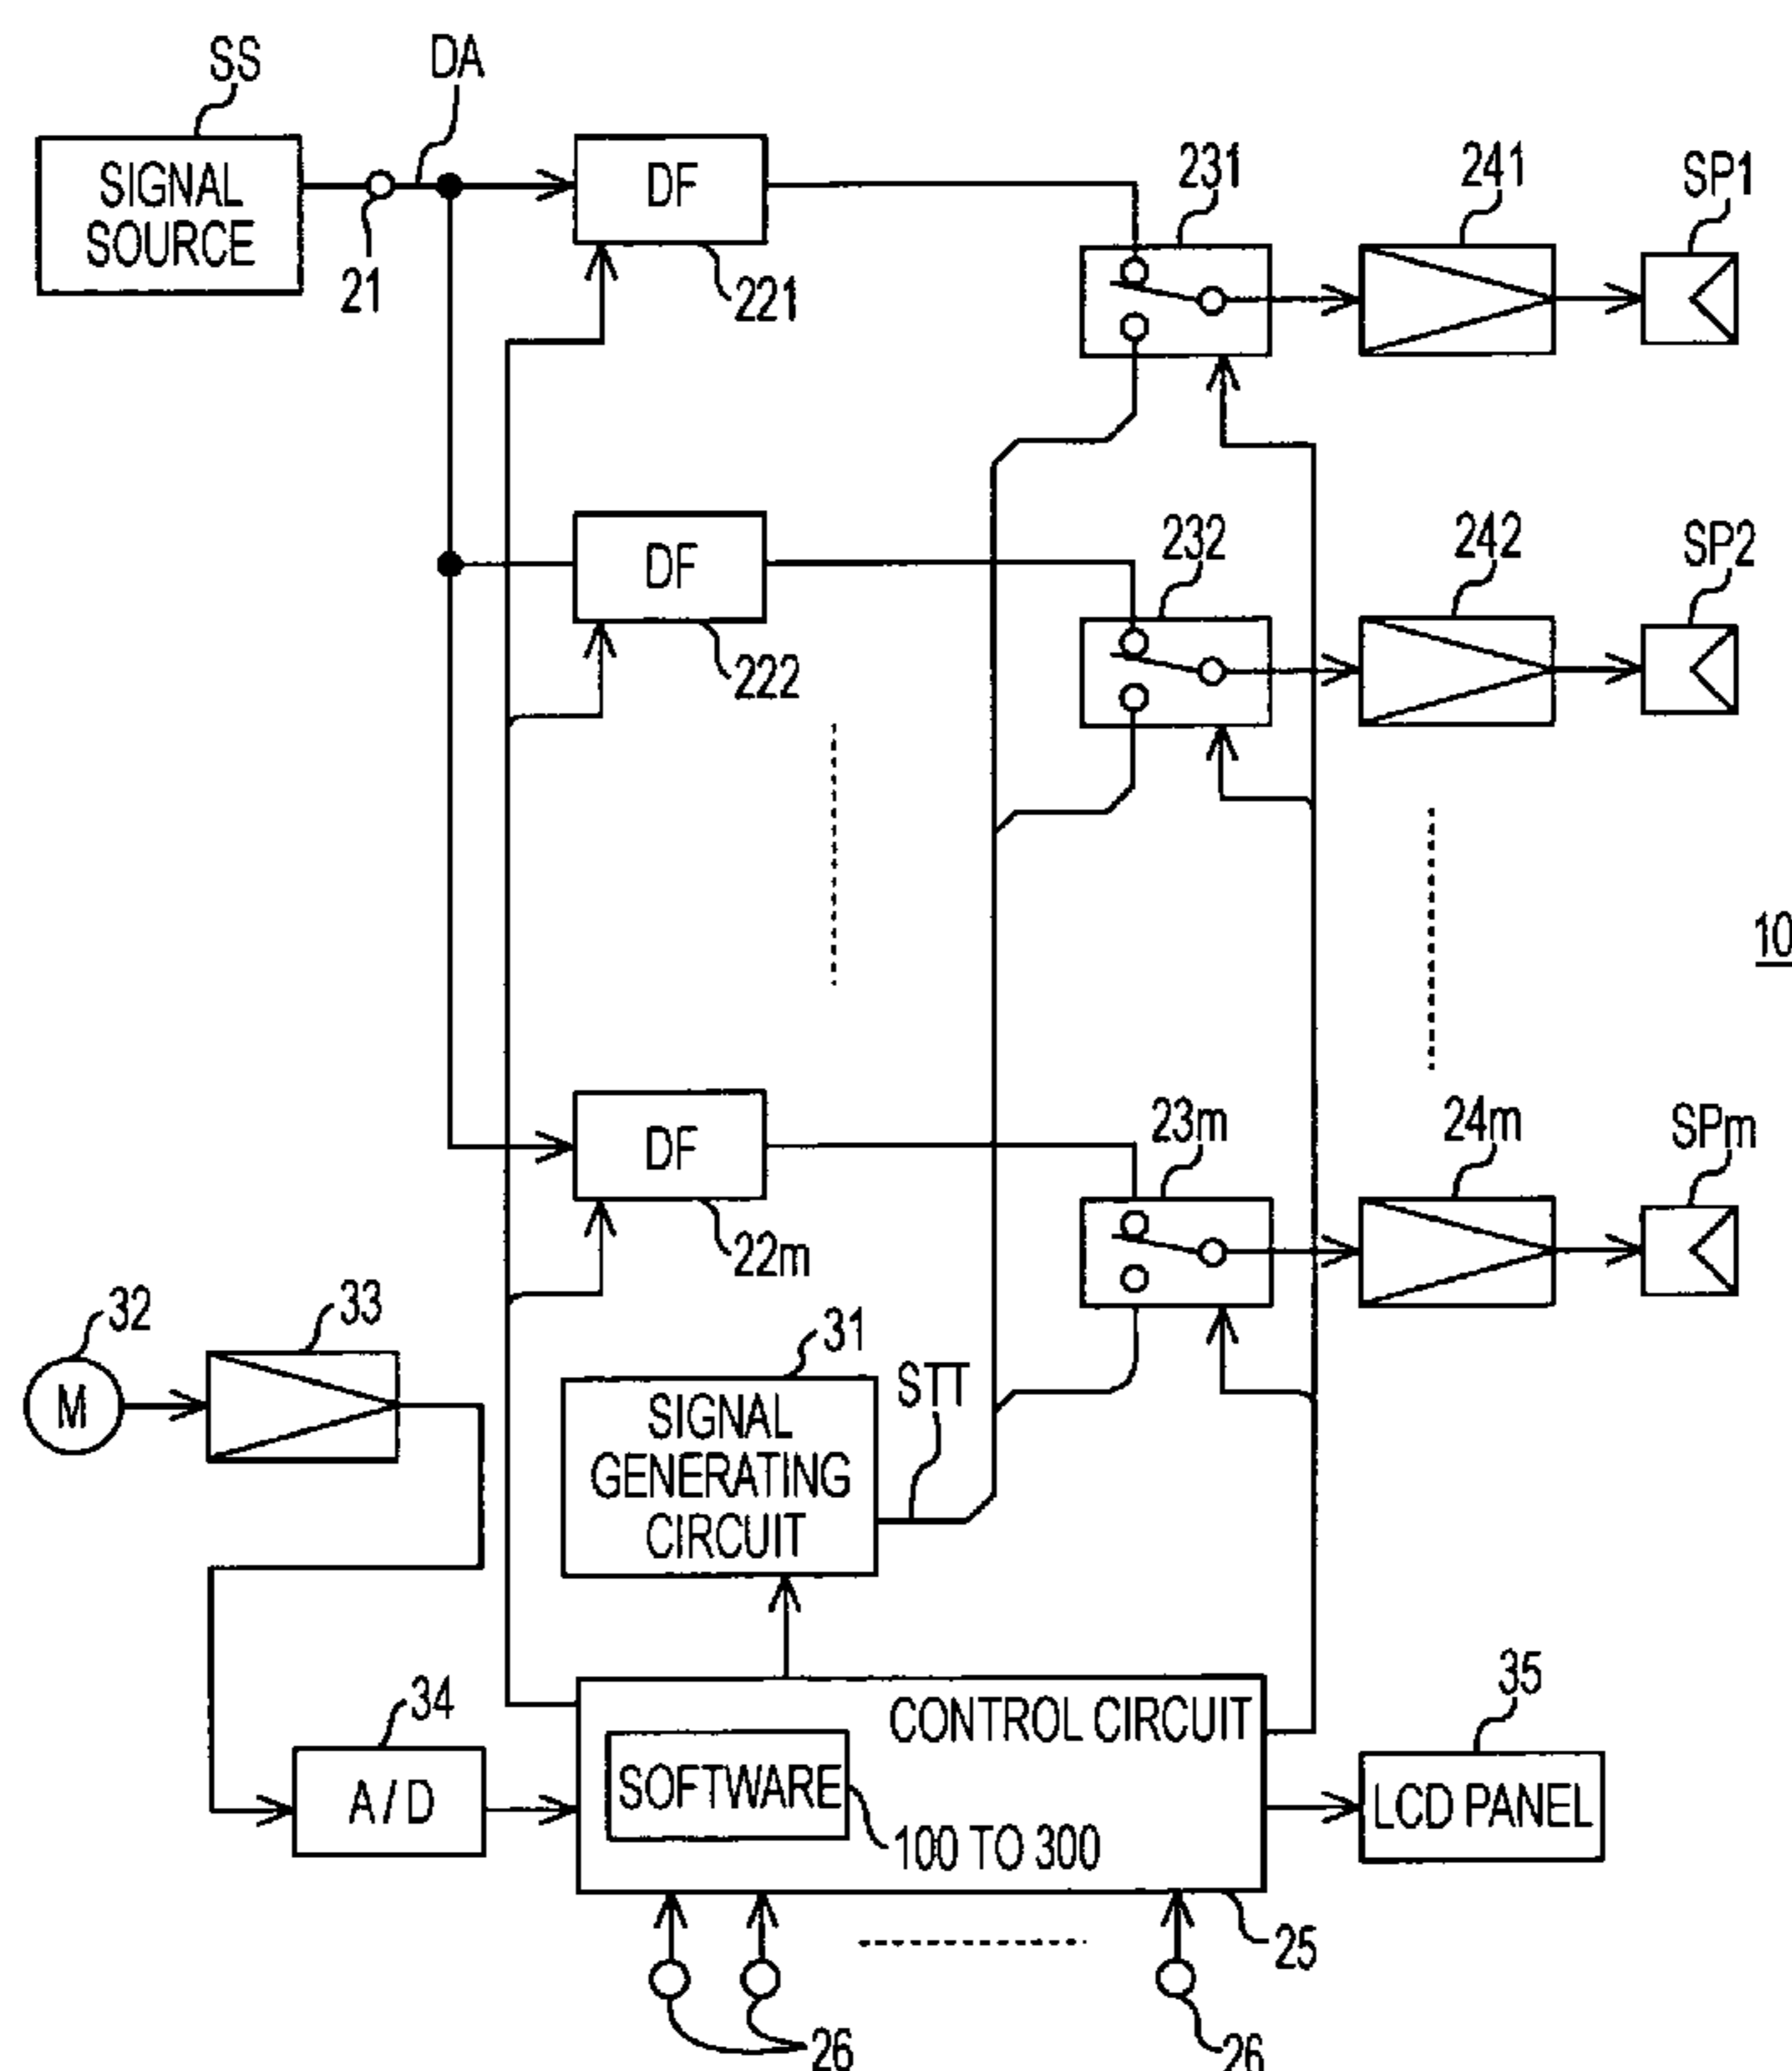 SS
DA
SIGNAL
SOURCE
21
DF
221
231
241
SP1
DF
222
232
242
SP2
10
DF
22m
23m
24m
SPm
32
M
33
31
SIGNAL
GENERATING
CIRCUIT
STT
34
A/D
CONTROL CIRCUIT
SOFTWARE
100 TO 300
35
LCD PANEL
25
26
26